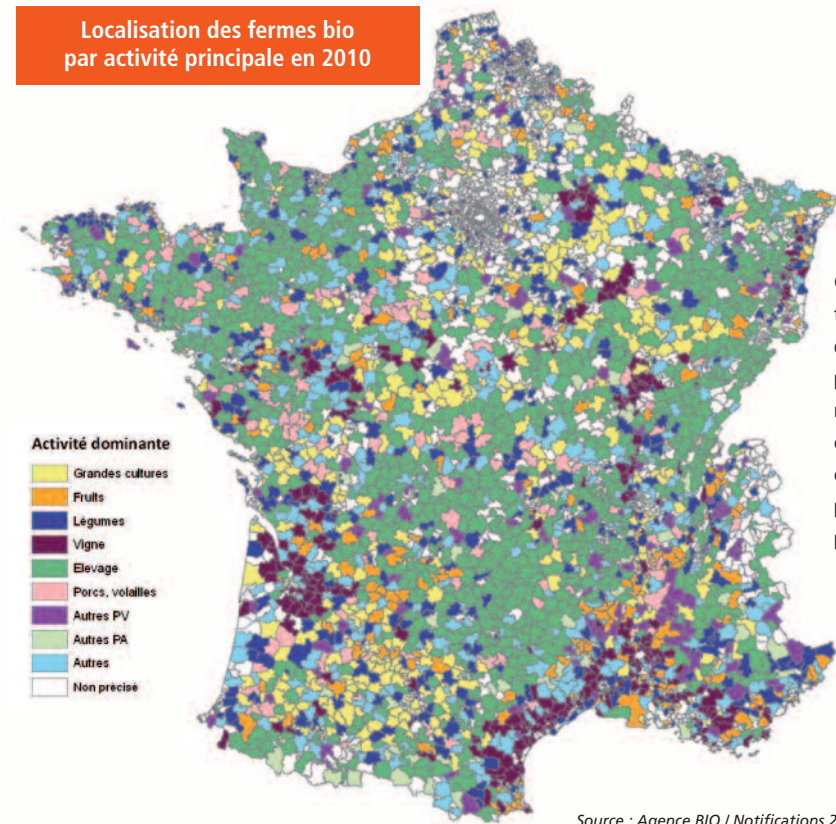 Localisation des fermes bio
par activité principale en 2010
Activité dominante
Grandes cultures
Fruits
Légumes
Vigne
Elevage
Porcs, volailles
Autres PV
Autres PA
Autres
Non précisé
Source : Agence BIO / Notifications 2